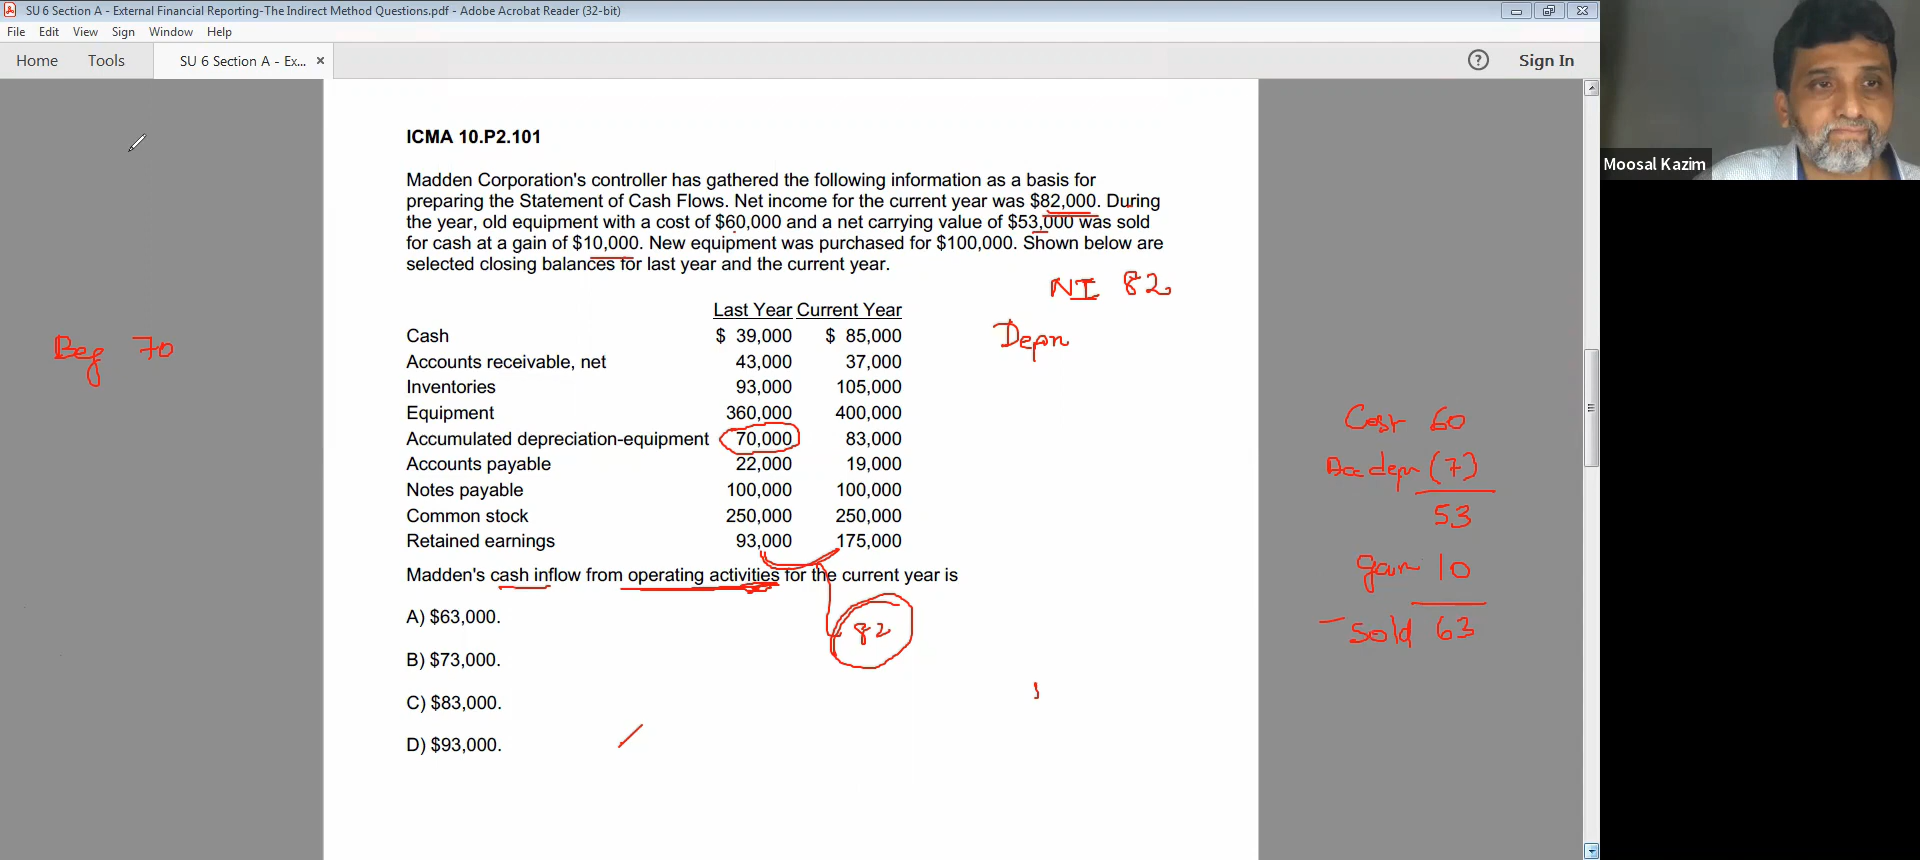 SU 6 Section A - External Financial Reporting-The Indirect Method Questions.pdf - Adobe Acrobat Reader (32-bit)
File Edit View Sign Window Help
Home Tools SU 6 Section A - Ex... × ? Sign In
Moosal Kazim
ICMA 10.P2.101
Madden Corporation's controller has gathered the following information as a basis for
preparing the Statement of Cash Flows. Net income for the current year was $82,000. During
the year, old equipment with a cost of $60,000 and a net carrying value of $53,000 was sold
for cash at a gain of $10,000. New equipment was purchased for $100,000. Shown below are
selected closing balances for last year and the current year.
NI 82
Last Year Current Year
Cash $ 39,000 $ 85,000
Depn
Beg 70
Accounts receivable, net 43,000 37,000
Inventories 93,000 105,000
Equipment 360,000 400,000
Cost 60
Accumulated depreciation-equipment 70,000 83,000
Accounts payable 22,000 19,000
Acc depn (7)
Notes payable 100,000 100,000
Common stock 250,000 250,000
53
Retained earnings 93,000 175,000
Madden's cash inflow from operating activities for the current year is
gain 10
A) $63,000.
82
Sold 63
B) $73,000.
C) $83,000.
D) $93,000.